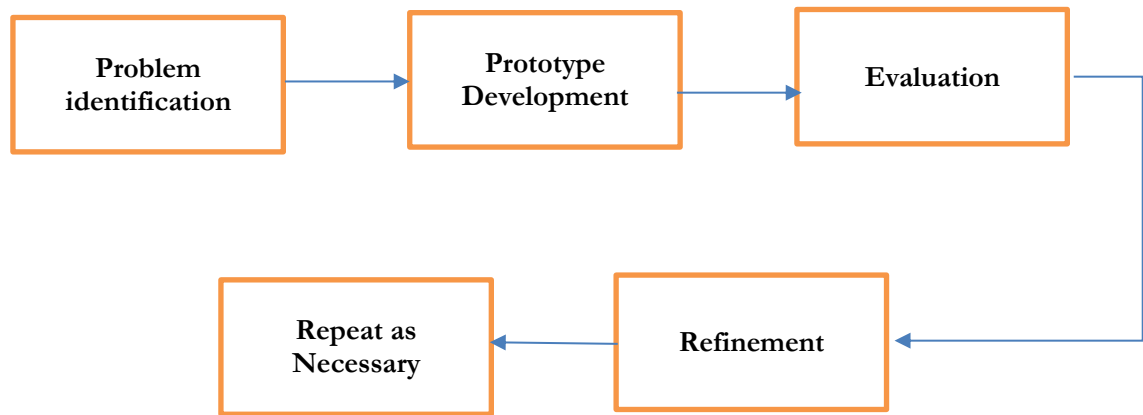 Problem
identification
Prototype
Development
Evaluation
Refinement
Repeat as
Necessary